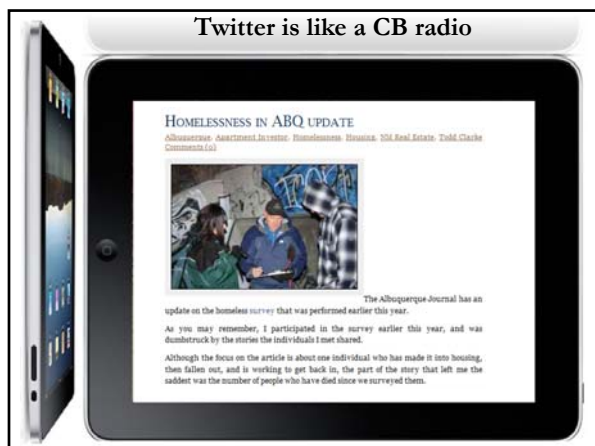 Twitter is like a CB radio
HOMELESSNESS IN ABQ UPDATE
Albuquerque, Apartment Investor, Homelessness, Housing, NM Real Estate, Todd Clarke
Comments (0)
The Albuquerque Journal has an
update on the homeless survey that was performed earlier this year.
As you may remember, I participated in the survey earlier this year, and was
dumbstruck by the stories the individuals I met shared.
Although the focus on the article is about one individual who has made it into housing,
then fallen out, and is working to get back in, the part of the story that left me the
saddest was the number of people who have died since we surveyed them.